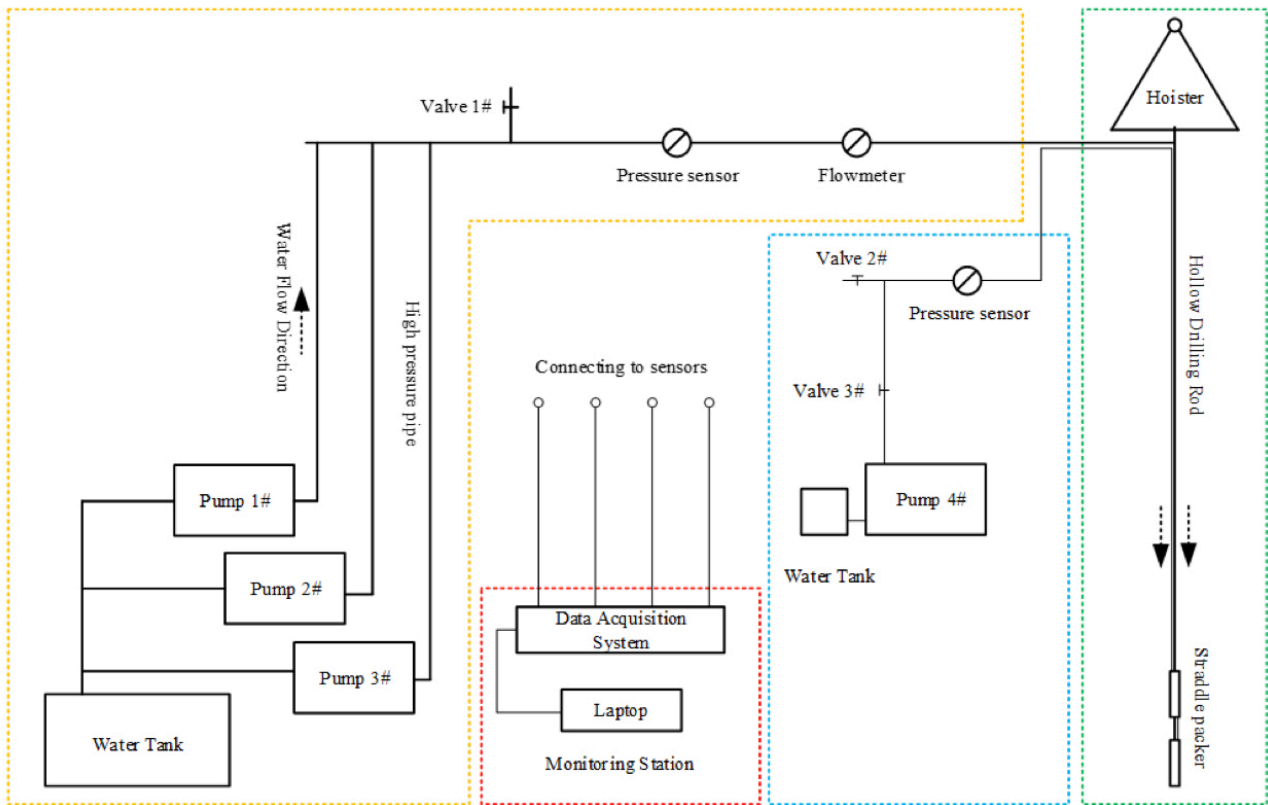 Hoister
Valve 1#
Pressure sensor
Flowmeter
Water Flow Direction
High pressure pipe
Valve 2#
Pressure sensor
Hollow Drilling Rod
Connecting to sensors
Valve 3#
Pump 1#
Pump 4#
Water Tank
Pump 2#
Data Acquisition
System
Pump 3#
Straddle packer
Laptop
Water Tank
Monitoring Station